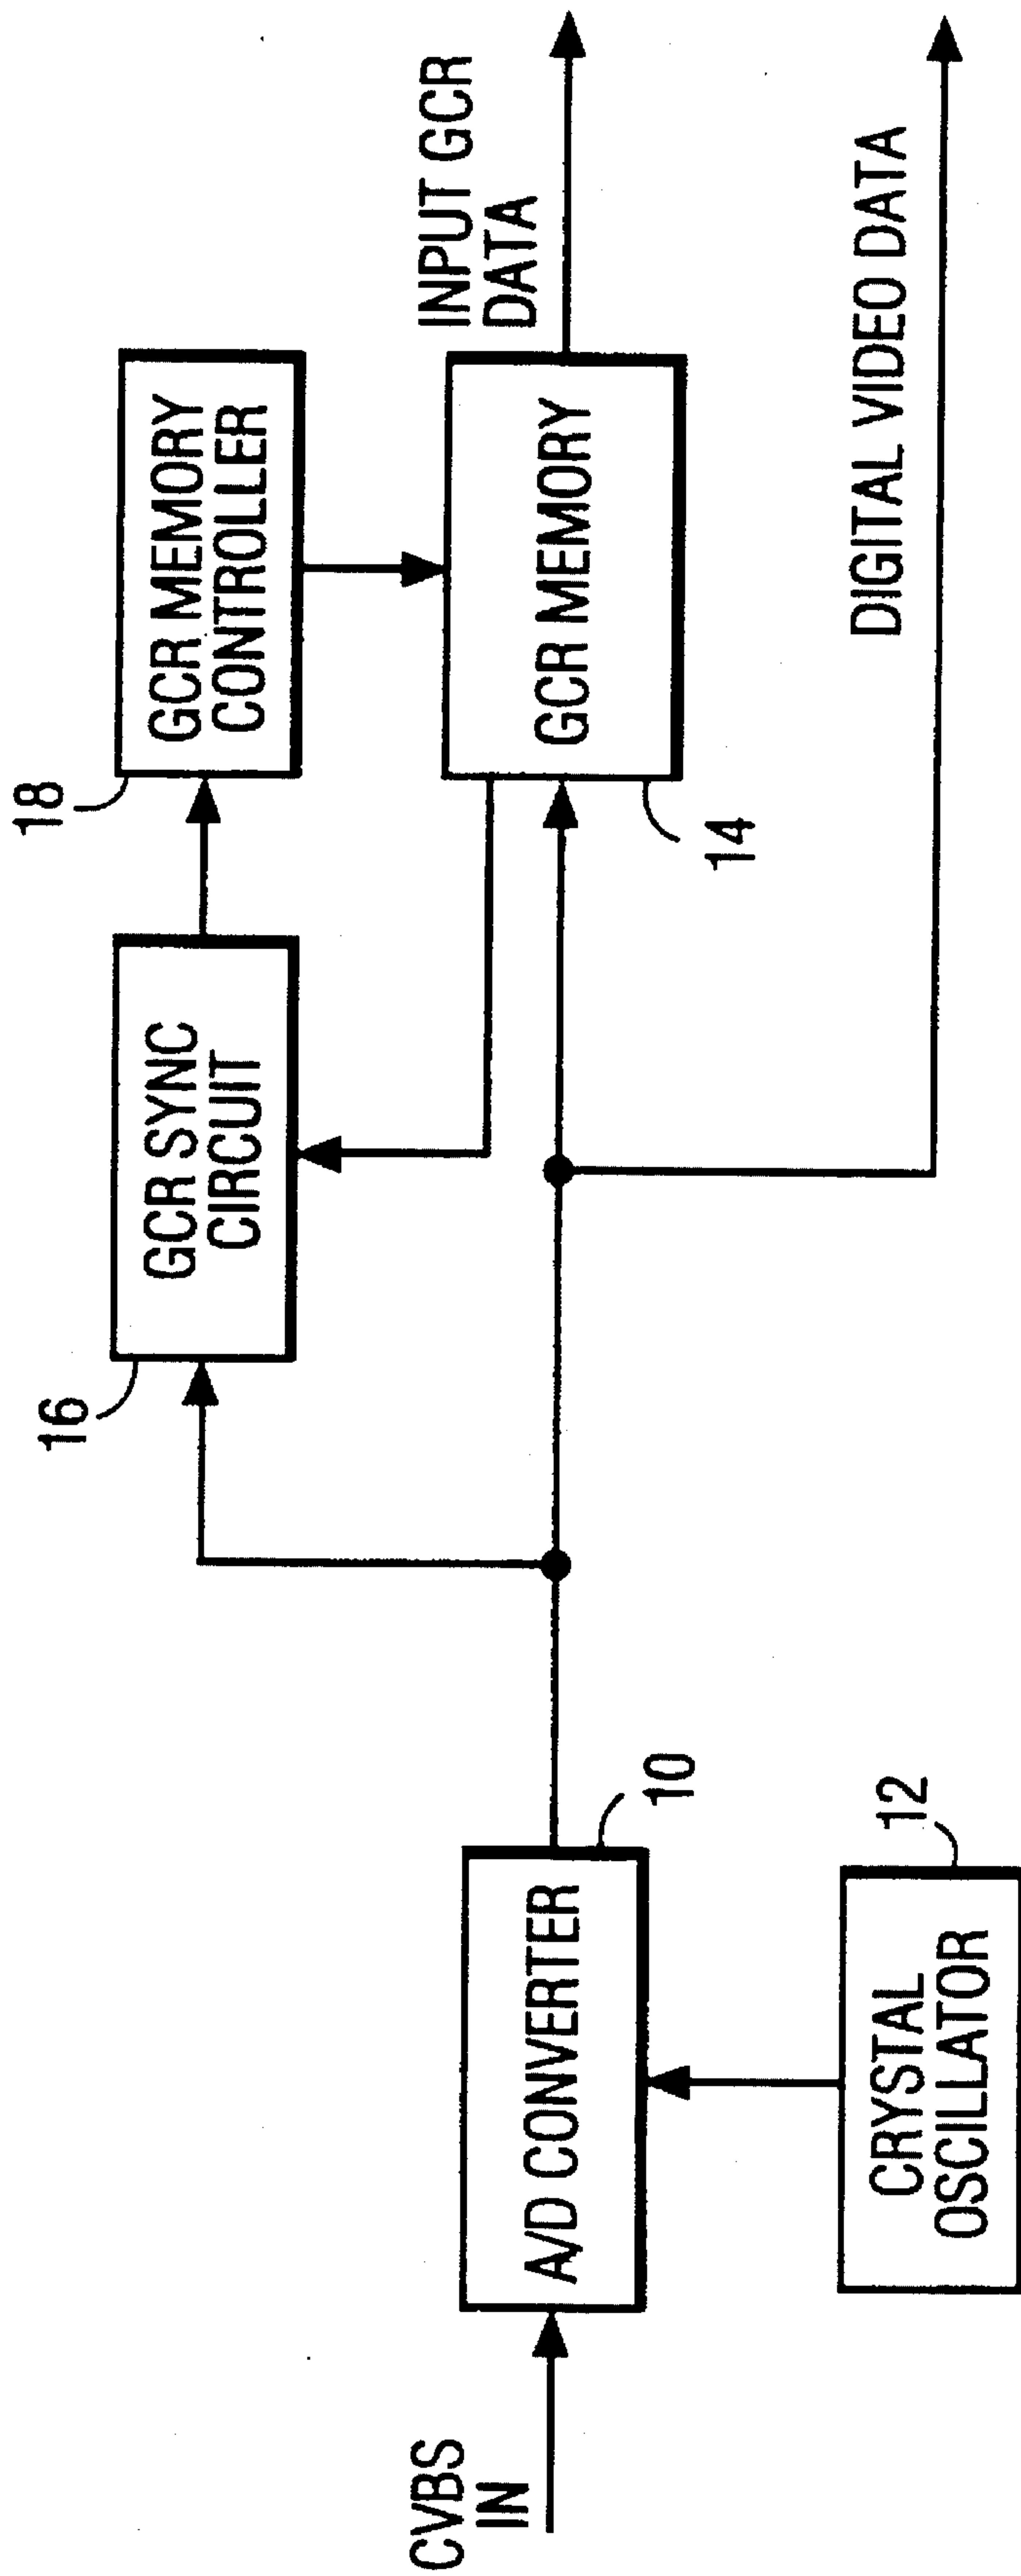 CVBS
IN
A/D CONVERTER
10
CRYSTAL
OSCILLATOR
12
16
GCR SYNC
CIRCUIT
18
GCR MEMORY
CONTROLLER
GCR MEMORY
14
INPUT GCR
DATA
DIGITAL VIDEO DATA